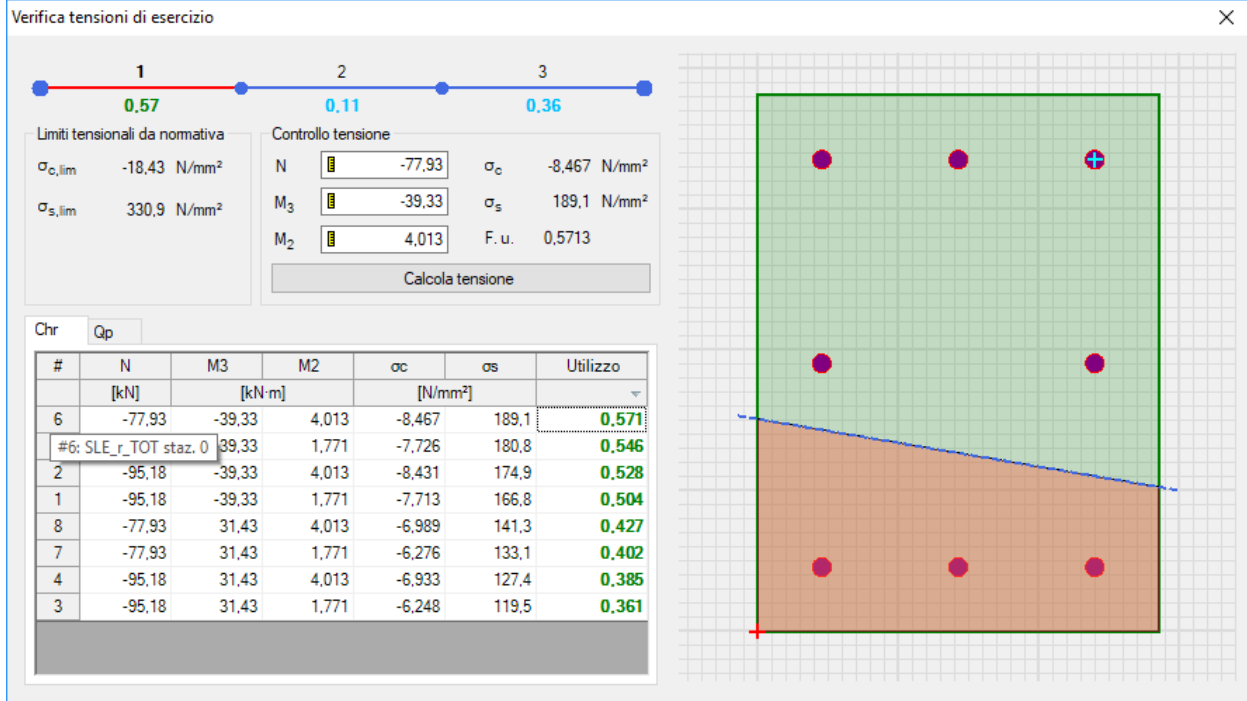 Verifica tensioni di esercizio
1 2 3
0,57 0,11 0,36
Limiti tensionali da normativa
σc,lim -18,43 N/mm²
σs,lim 330,9 N/mm²
Controllo tensione
N -77,93 σc -8,467 N/mm²
M3 -39,33 σs 189,1 N/mm²
M2 4,013 F. u. 0,5713
Calcola tensione
Chr Qp
# N M3 M2 σc σs Utilizzo
[kN] [kN·m] [N/mm²]
6 -77,93 -39,33 4,013 -8,467 189,1 0,571
#6: SLE_r_TOT staz. 0 39,33 1,771 -7,726 180,8 0,546
2 -95,18 -39,33 4,013 -8,431 174,9 0,528
1 -95,18 -39,33 1,771 -7,713 166,8 0,504
8 -77,93 31,43 4,013 -6,989 141,3 0,427
7 -77,93 31,43 1,771 -6,276 133,1 0,402
4 -95,18 31,43 4,013 -6,933 127,4 0,385
3 -95,18 31,43 1,771 -6,248 119,5 0,361